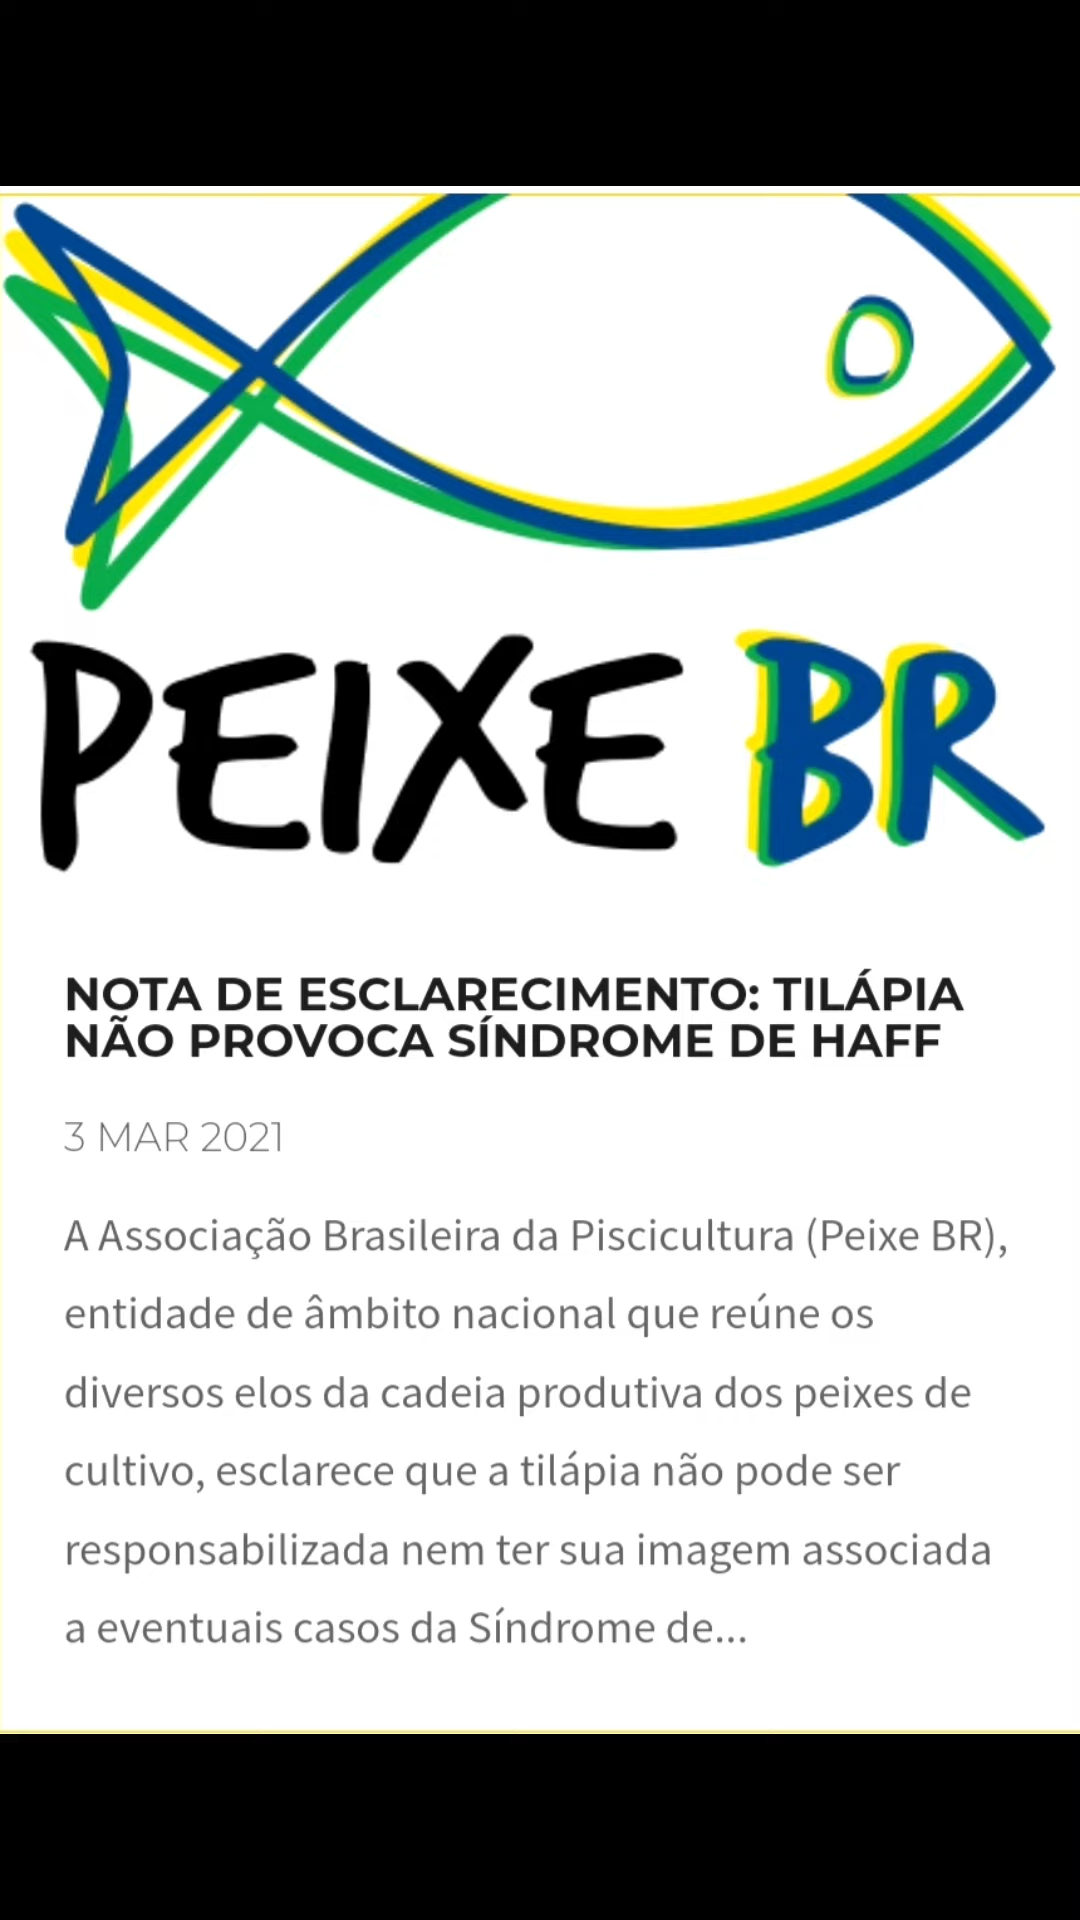 PEIXE BR
NOTA DE ESCLARECIMENTO: TILÁPIA
NÃO PROVOCA SÍNDROME DE HAFF
3 MAR 2021
A Associação Brasileira da Piscicultura (Peixe BR),
entidade de âmbito nacional que reúne os
diversos elos da cadeia produtiva dos peixes de
cultivo, esclarece que a tilápia não pode ser
responsabilizada nem ter sua imagem associada
a eventuais casos da Síndrome de...